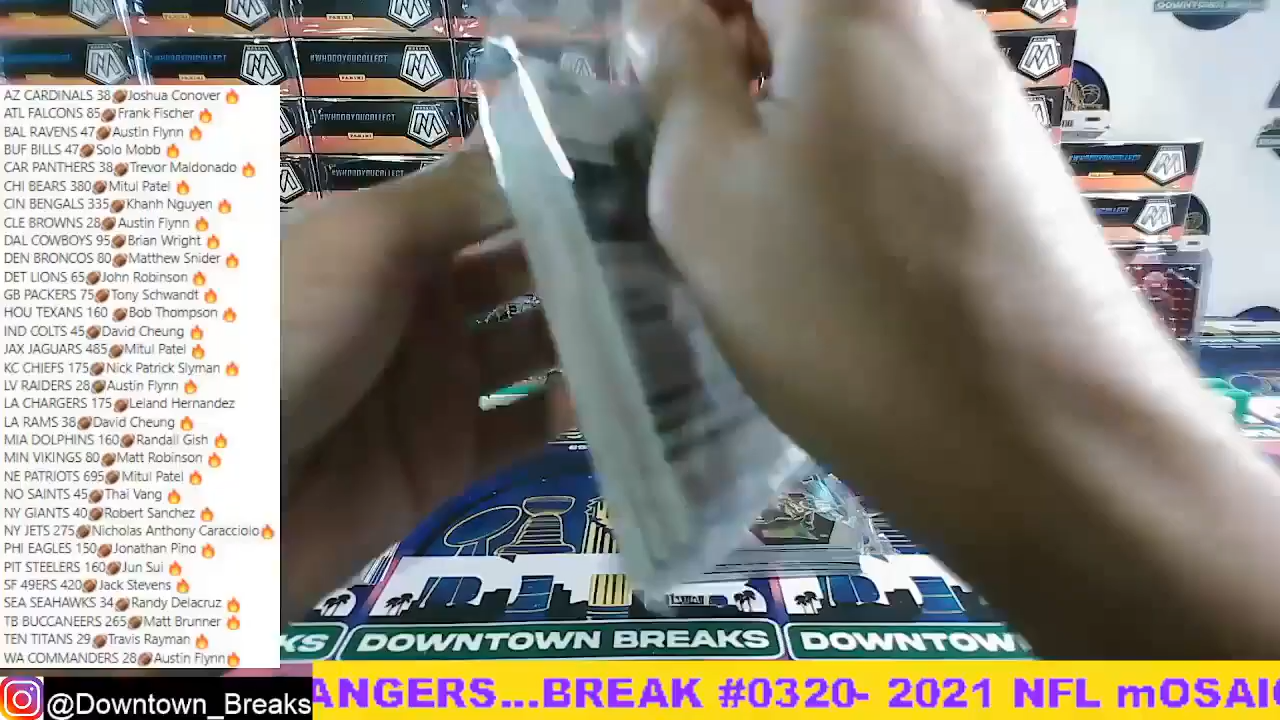 #WHODOYOUCOLLECT
PANINI
MOSAIC
AZ CARDINALS 38🏈Joshua Conover 🔥
ATL FALCONS 85🏈Frank Fischer 🔥
BAL RAVENS 47🏈Austin Flynn 🔥
BUF BILLS 47🏈Solo Mobb 🔥
CAR PANTHERS 38🏈Trevor Maldonado 🔥
CHI BEARS 380🏈Mitul Patel 🔥
CIN BENGALS 335🏈Khanh Nguyen 🔥
CLE BROWNS 28🏈Austin Flynn 🔥
DAL COWBOYS 95🏈Brian Wright 🔥
DEN BRONCOS 80🏈Matthew Snider 🔥
DET LIONS 65🏈John Robinson 🔥
GB PACKERS 75🏈Tony Schwandt 🔥
HOU TEXANS 160 🏈Bob Thompson 🔥
IND COLTS 45🏈David Cheung 🔥
JAX JAGUARS 485🏈Mitul Patel 🔥
KC CHIEFS 175🏈Nick Patrick Slyman 🔥
LV RAIDERS 28🏈Austin Flynn 🔥
LA CHARGERS 175🏈Leland Hernandez
LA RAMS 38🏈David Cheung 🔥
MIA DOLPHINS 160🏈Randall Gish 🔥
MIN VIKINGS 80🏈Matt Robinson 🔥
NE PATRIOTS 695🏈Mitul Patel 🔥
NO SAINTS 45🏈Thai Vang 🔥
NY GIANTS 40🏈Robert Sanchez 🔥
NY JETS 275🏈Nicholas Anthony Caracciolo🔥
PHI EAGLES 150🏈Jonathan Pino 🔥
PIT STEELERS 160🏈Jun Sui 🔥
SF 49ERS 420🏈Jack Stevens 🔥
SEA SEAHAWKS 34🏈Randy Delacruz 🔥
TB BUCCANEERS 265🏈Matt Brunner 🔥
TEN TITANS 29🏈Travis Rayman 🔥
WA COMMANDERS 28🏈Austin Flynn🔥
KS DOWNTOWN BREAKS DOWNTOWN
@Downtown_Breaks
ANGERS...BREAK #0320- 2021 NFL mOSAIC